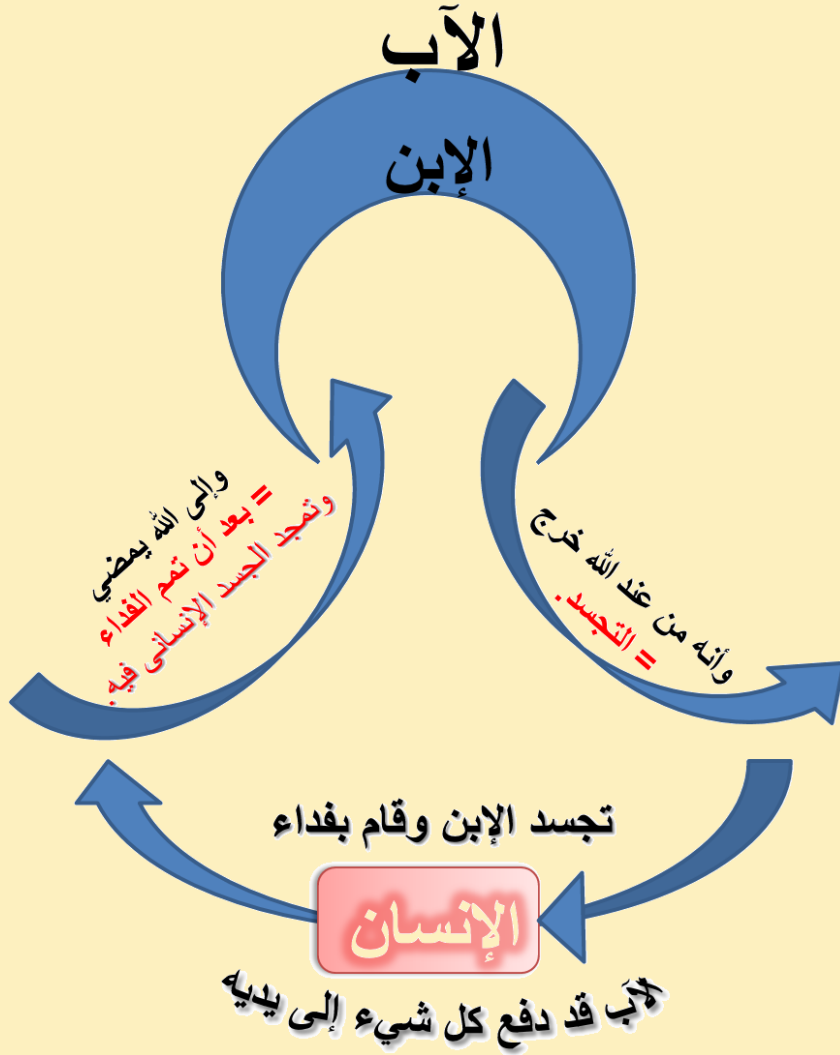 الآب
الإبن
وأنه من عند الله خرج
= التجسد.
وإلى الله يمضي
= بعد أن تمم الفداء
وتمجد الجسد الإنسانى فيه.
تجسد الإبن وقام بفداء
الإنسان
لآب قد دفع كل شيء إلى يديه